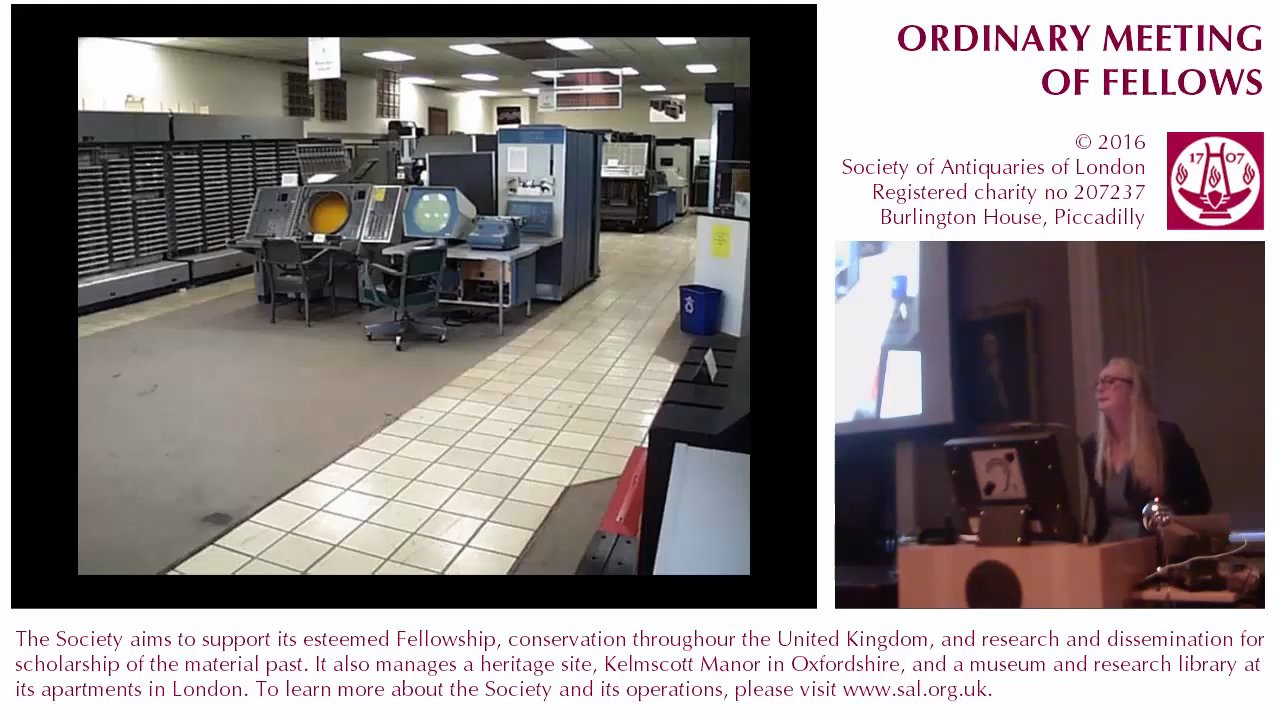 ORDINARY MEETING
OF FELLOWS
© 2016
Society of Antiquaries of London
Registered charity no 207237
Burlington House, Piccadilly
17 07
The Society aims to support its esteemed Fellowship, conservation throughour the United Kingdom, and research and dissemination for
scholarship of the material past. It also manages a heritage site, Kelmscott Manor in Oxfordshire, and a museum and research library at
its apartments in London. To learn more about the Society and its operations, please visit www.sal.org.uk.